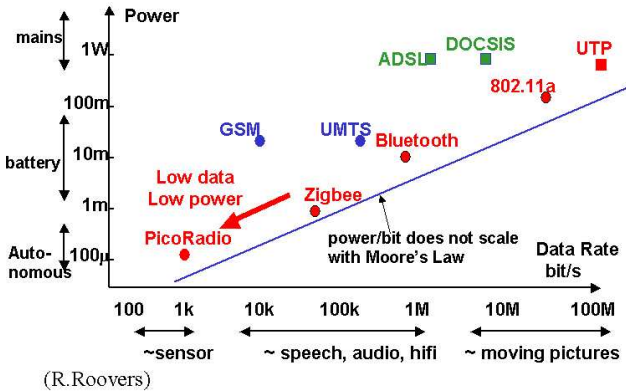 Power
mains
1W
ADSL
DOCSIS
UTP
802.11a
100m
GSM
UMTS
Bluetooth
battery
10m
Low data
Low power
Zigbee
1m
PicoRadio
power/bit does not scale
with Moore's Law
Auto-
nomous
100µ
Data Rate
bit/s
100 1k 10k 100k 1M 10M 100M
~sensor ~ speech, audio, hifi ~ moving pictures
(R.Roovers)